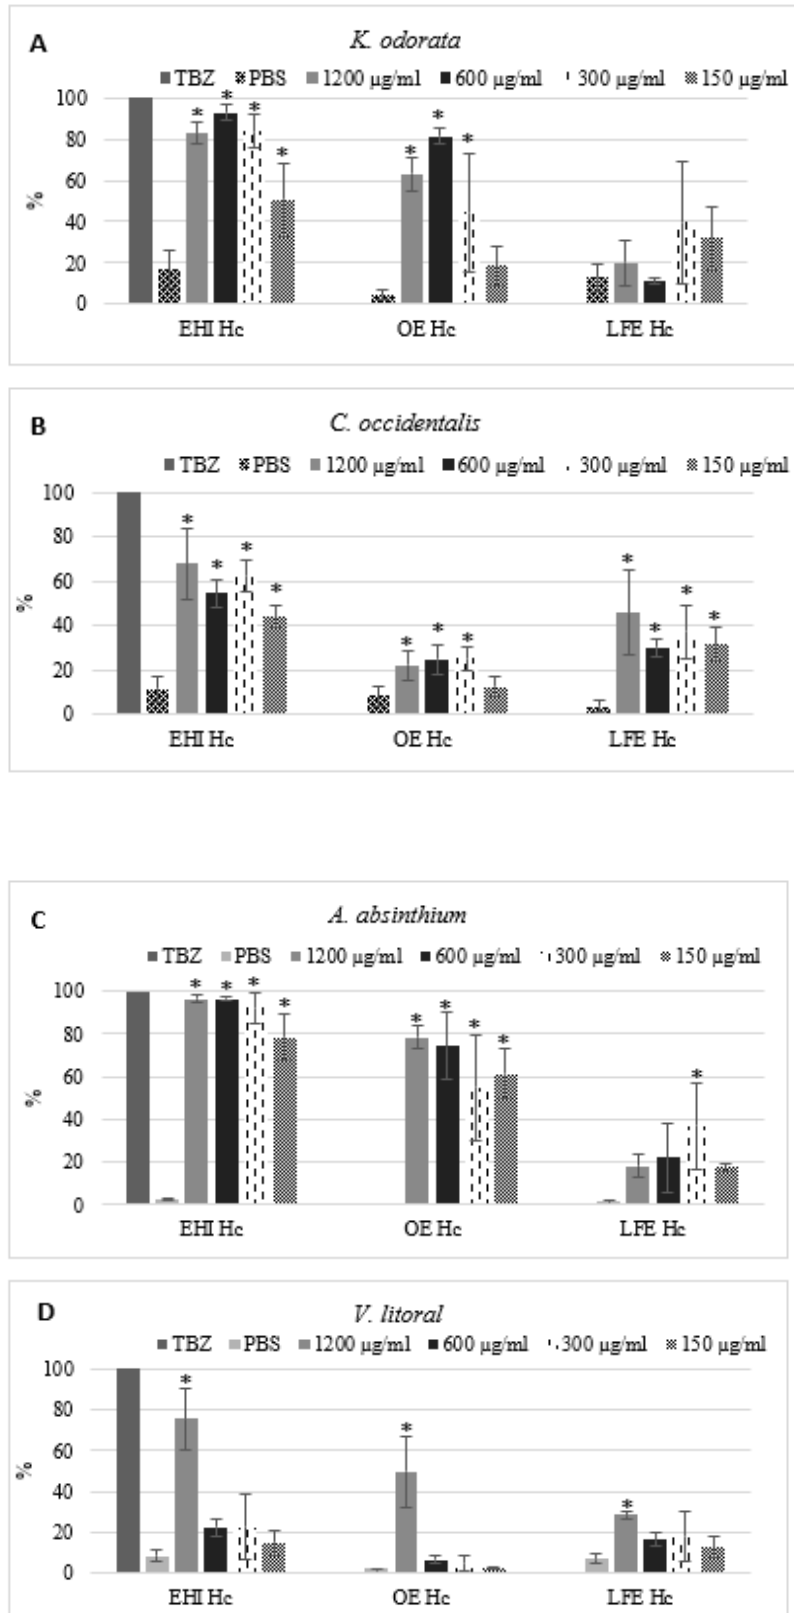 A
K. odorata
TBZ PBS 1200 µg/ml 600 µg/ml 300 µg/ml 150 µg/ml
100
80
60
40
20
0
%
* * * *
* * *
EHI Hc OE Hc LFE Hc
B
C. occidentalis
TBZ PBS 1200 µg/ml 600 µg/ml 300 µg/ml 150 µg/ml
100
80
60
40
20
0
%
* * * *
* * *
* * * *
EHI Hc OE Hc LFE Hc
C
A. absinthium
TBZ PBS 1200 µg/ml 600 µg/ml 300 µg/ml 150 µg/ml
100
80
60
40
20
0
%
* * * *
* * * *
*
EHI Hc OE Hc LFE Hc
D
V. litoral
TBZ PBS 1200 µg/ml 600 µg/ml 300 µg/ml 150 µg/ml
100
80
60
40
20
0
%
*
*
*
EHI Hc OE Hc LFE Hc